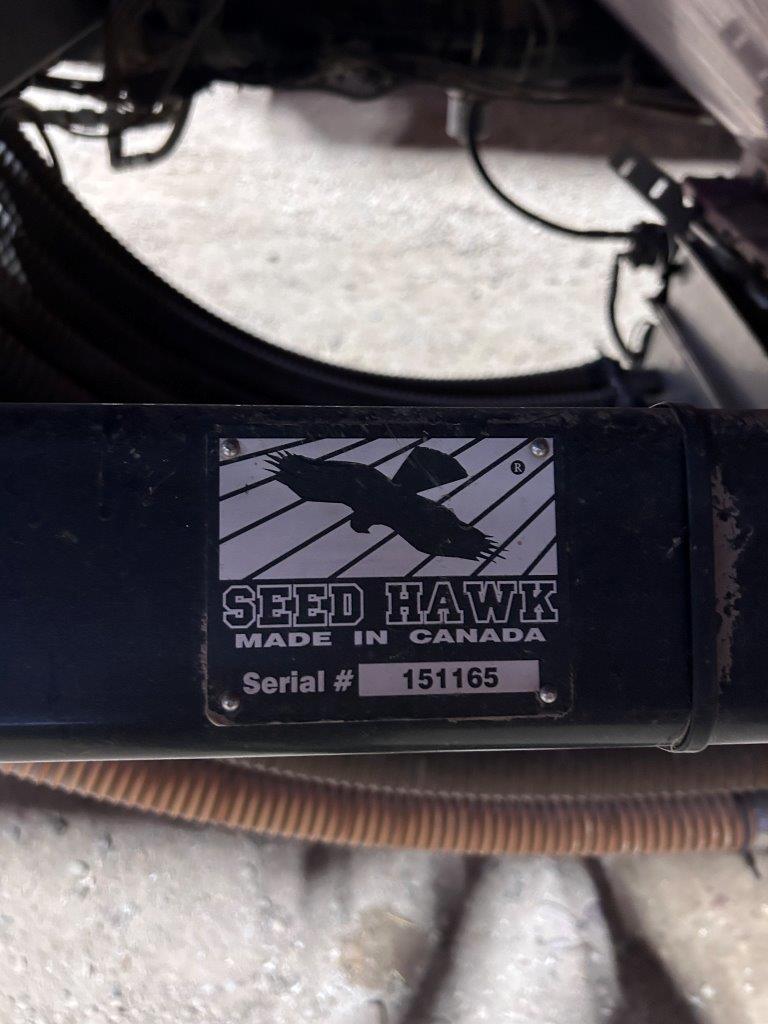 ®
SEED HAWK
MADE IN CANADA
Serial # 151165